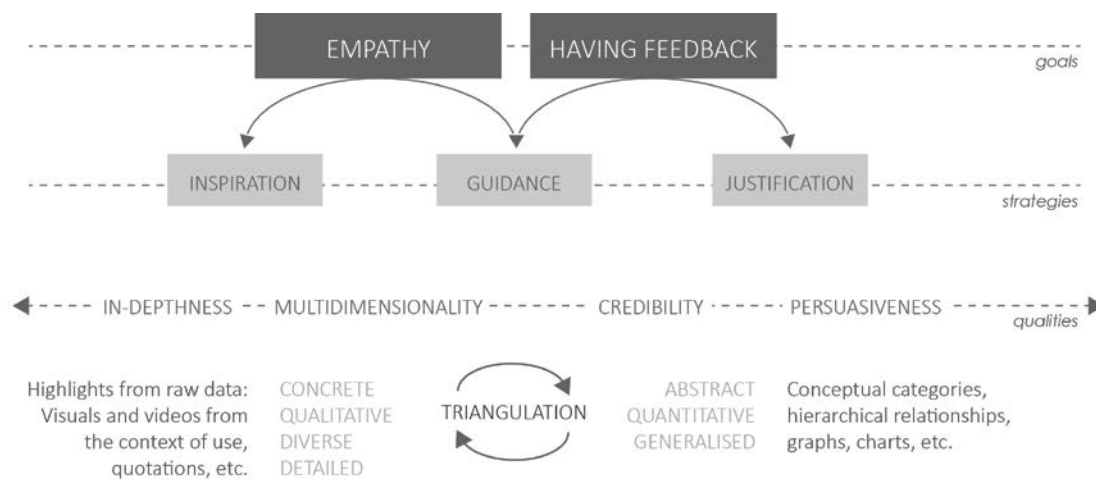 EMPATHY
HAVING FEEDBACK
goals
INSPIRATION
GUIDANCE
JUSTIFICATION
strategies
IN-DEPTHNESS
MULTIDIMENSIONALITY
CREDIBILITY
PERSUASIVENESS
qualities
Highlights from raw data:
Visuals and videos from
the context of use,
quotations, etc.
CONCRETE
QUALITATIVE
DIVERSE
DETAILED
TRIANGULATION
ABSTRACT
QUANTITATIVE
GENERALISED
Conceptual categories,
hierarchical relationships,
graphs, charts, etc.